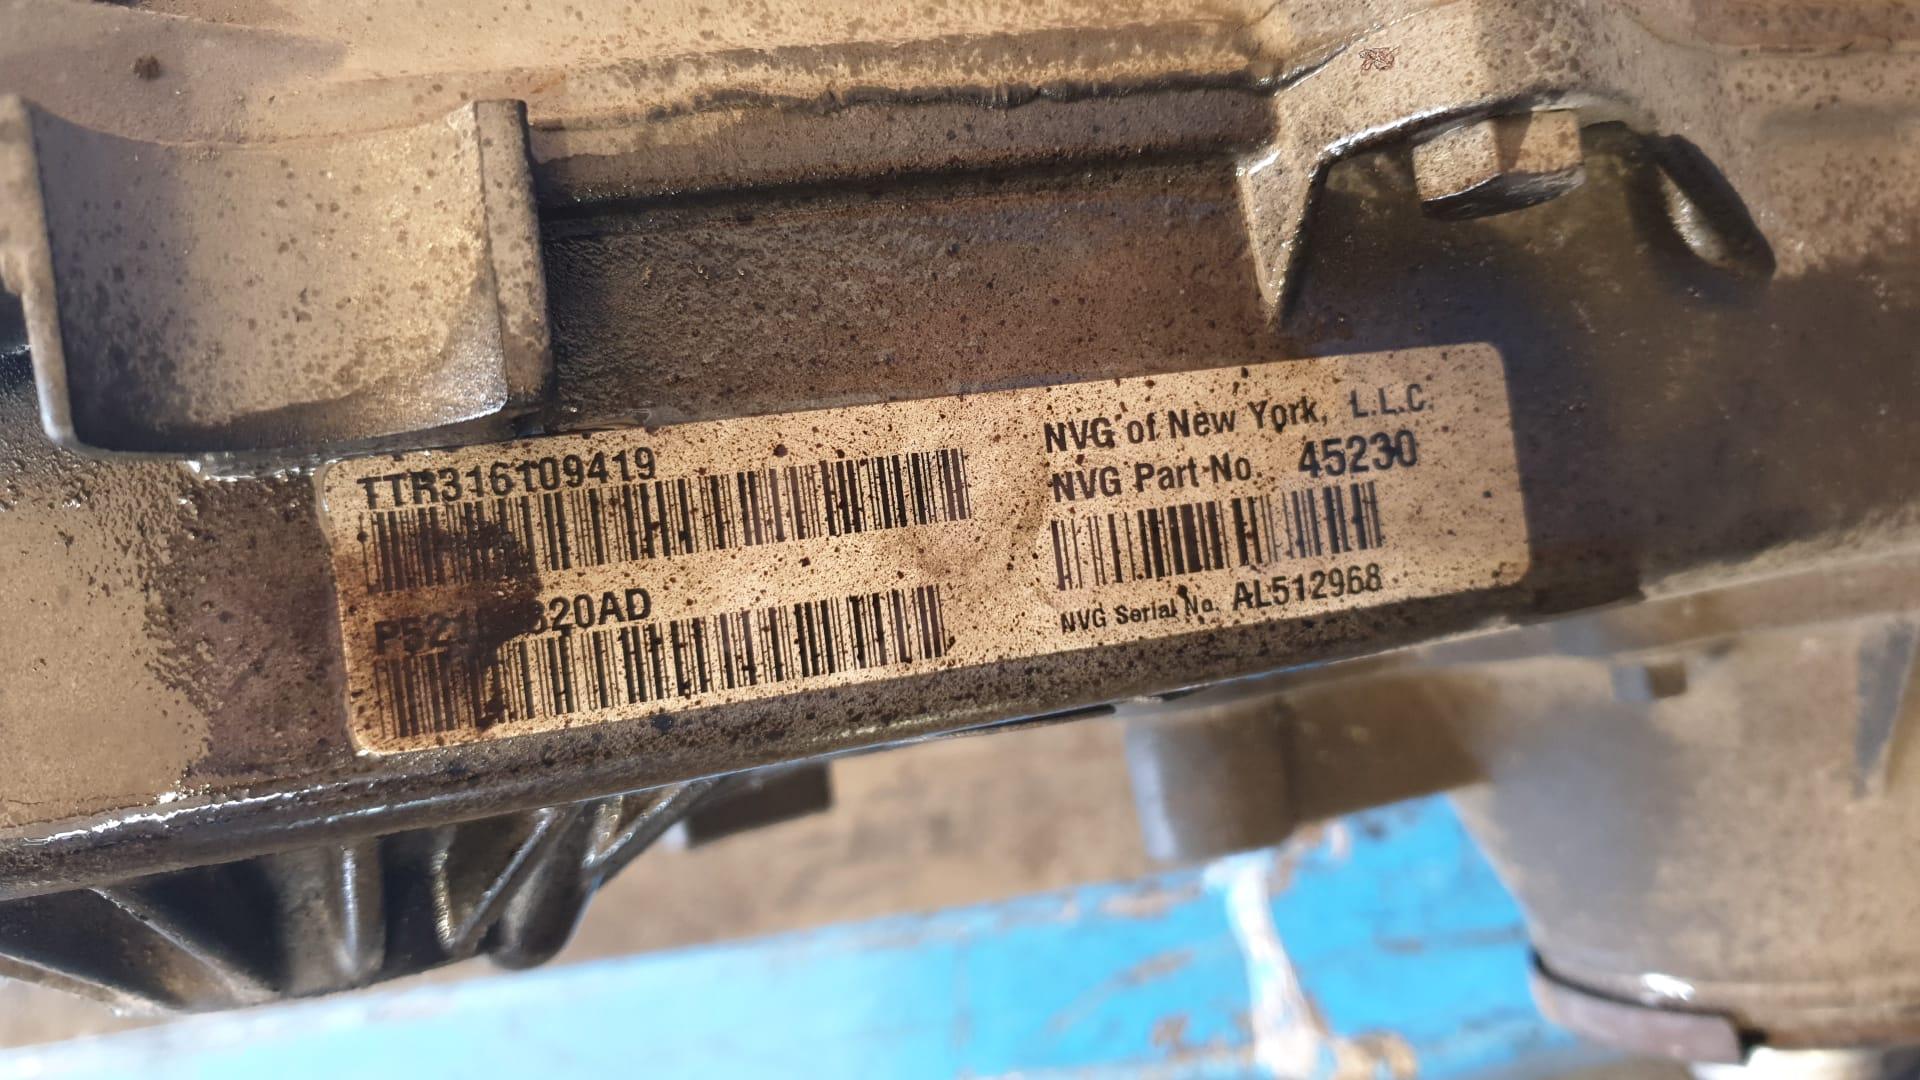 TTR316109419
NVG of New York, L.L.C.
NVG Part No. 45230
NVG Serial No. AL512968